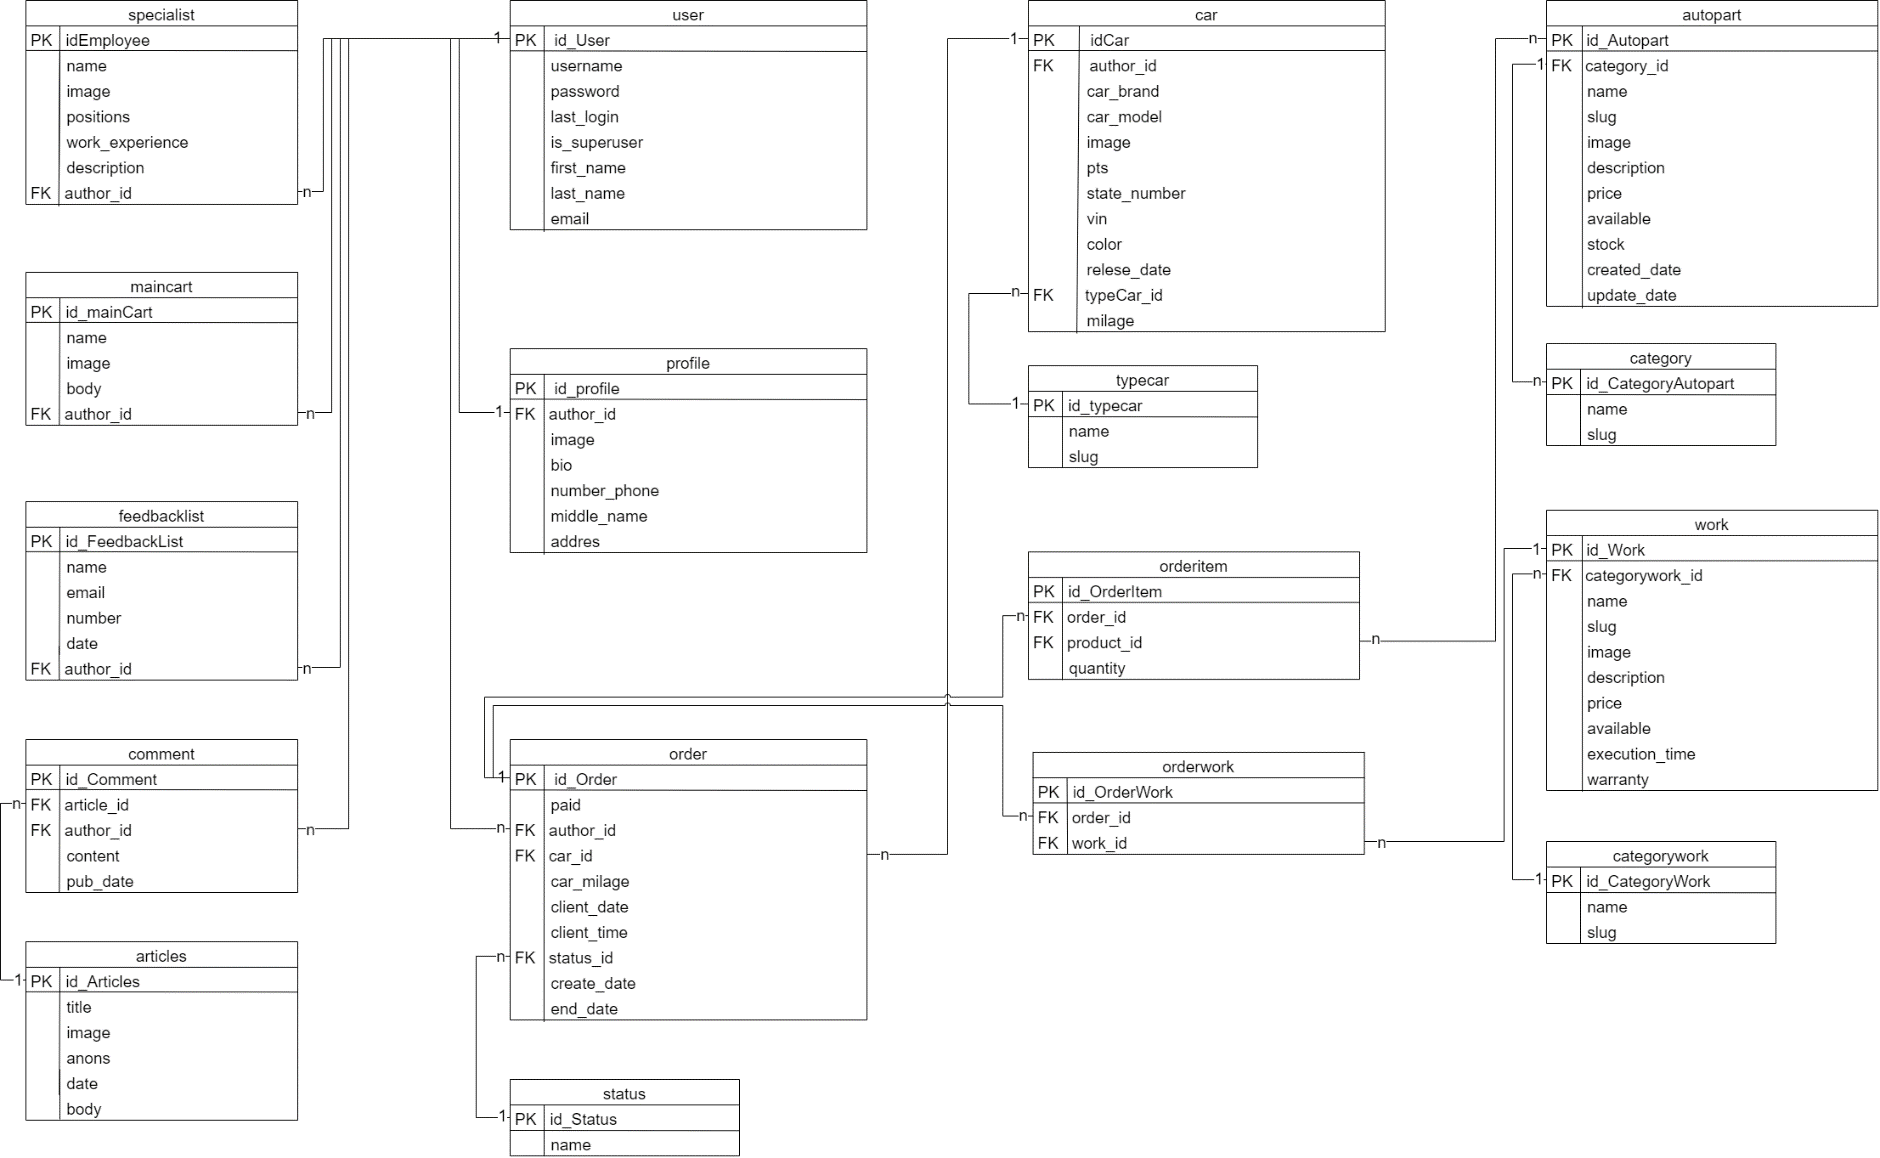 specialist
PK idEmployee
name
image
positions
work_experience
description
FK author_id
n
maincart
PK id_mainCart
name
image
body
FK author_id
n
feedbacklist
PK id_FeedbackList
name
email
number
date
FK author_id
n
comment
PK id_Comment
n FK article_id
FK author_id
n
content
pub_date
articles
1 PK id_Articles
title
image
anons
date
body
user
1 PK id_User
username
password
last_login
is_superuser
first_name
last_name
email
profile
PK id_profile
1 FK author_id
image
bio
number_phone
middle_name
addres
order
1 PK id_Order
paid
n FK author_id
FK car_id
n
car_milage
client_date
client_time
n FK status_id
create_date
end_date
status
1 PK id_Status
name
car
1 PK idCar
FK author_id
car_brand
car_model
image
pts
state_number
vin
color
relese_date
n FK typeCar_id
milage
typecar
1 PK id_typecar
name
slug
orderitem
PK id_OrderItem
n FK order_id
FK product_id
n
quantity
orderwork
PK id_OrderWork
n FK order_id
FK work_id
n
autopart
n PK id_Autopart
1 FK category_id
name
slug
image
description
price
available
stock
created_date
update_date
category
n PK id_CategoryAutopart
name
slug
work
1 PK id_Work
n FK categorywork_id
name
slug
image
description
price
available
execution_time
warranty
categorywork
1 PK id_CategoryWork
name
slug